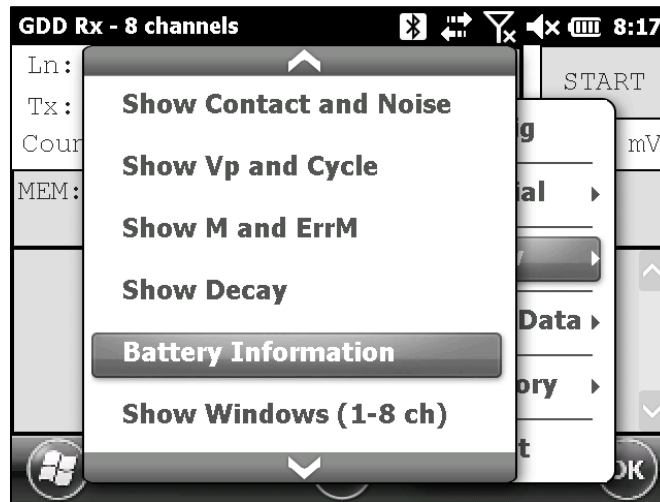 GDD Rx - 8 channels 8:17
Ln:
START
Tx:
mV
MEM:
Show Contact and Noise
Show Vp and Cycle
Show M and ErrM
Show Decay
Data
Battery Information
Show Windows (1-8 ch)
OK